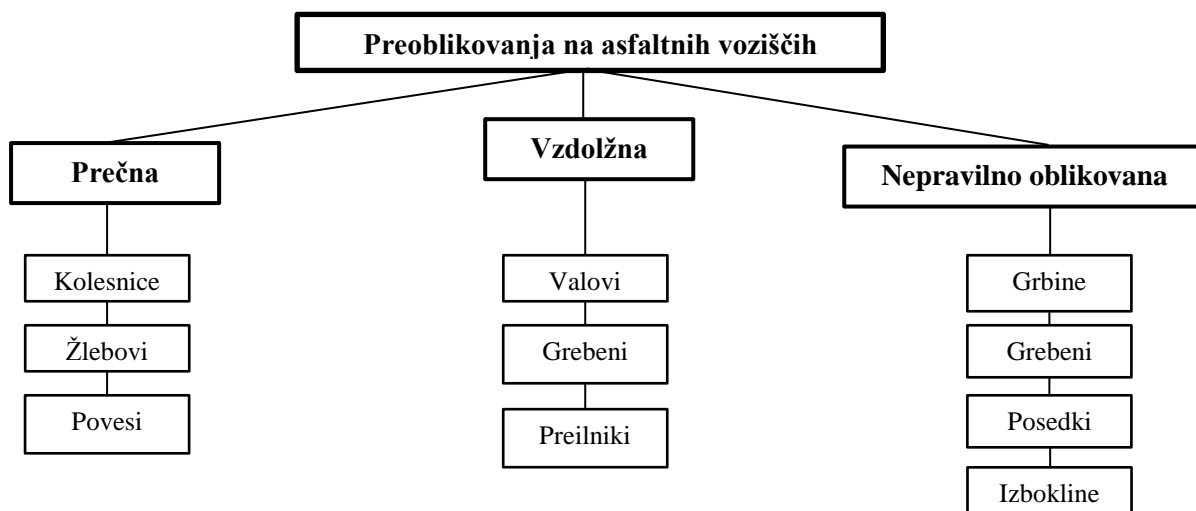 Preoblikovanja na asfaltnih voziščih
Prečna
Kolesnice
Žlebovi
Povesi
Vzdolžna
Valovi
Grebeni
Preilniki
Nepravilno oblikovana
Grbine
Grebeni
Posedki
Izbokline